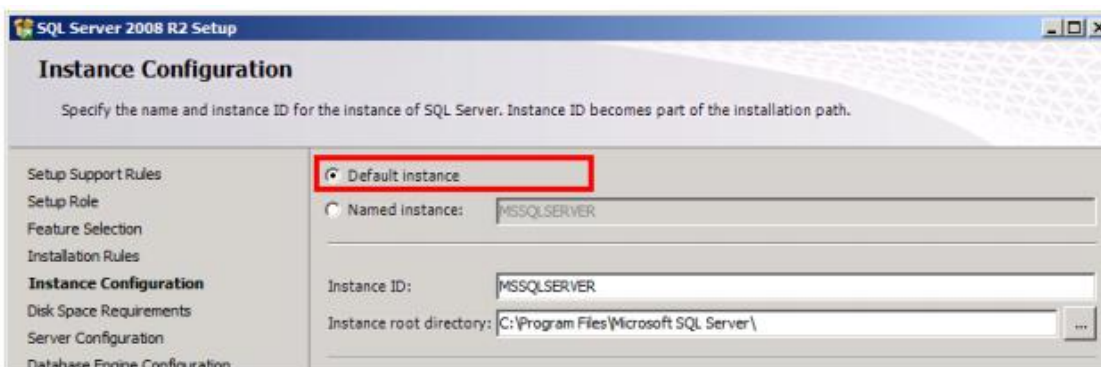 SQL Server 2008 R2 Setup
Instance Configuration
Specify the name and instance ID for the instance of SQL Server. Instance ID becomes part of the installation path.
Setup Support Rules
Setup Role
Feature Selection
Installation Rules
Instance Configuration
Disk Space Requirements
Server Configuration
Database Engine Configuration
Default instance
Named instance: MSSQLSERVER
Instance ID: MSSQLSERVER
Instance root directory: C:\Program Files\Microsoft SQL Server\
...